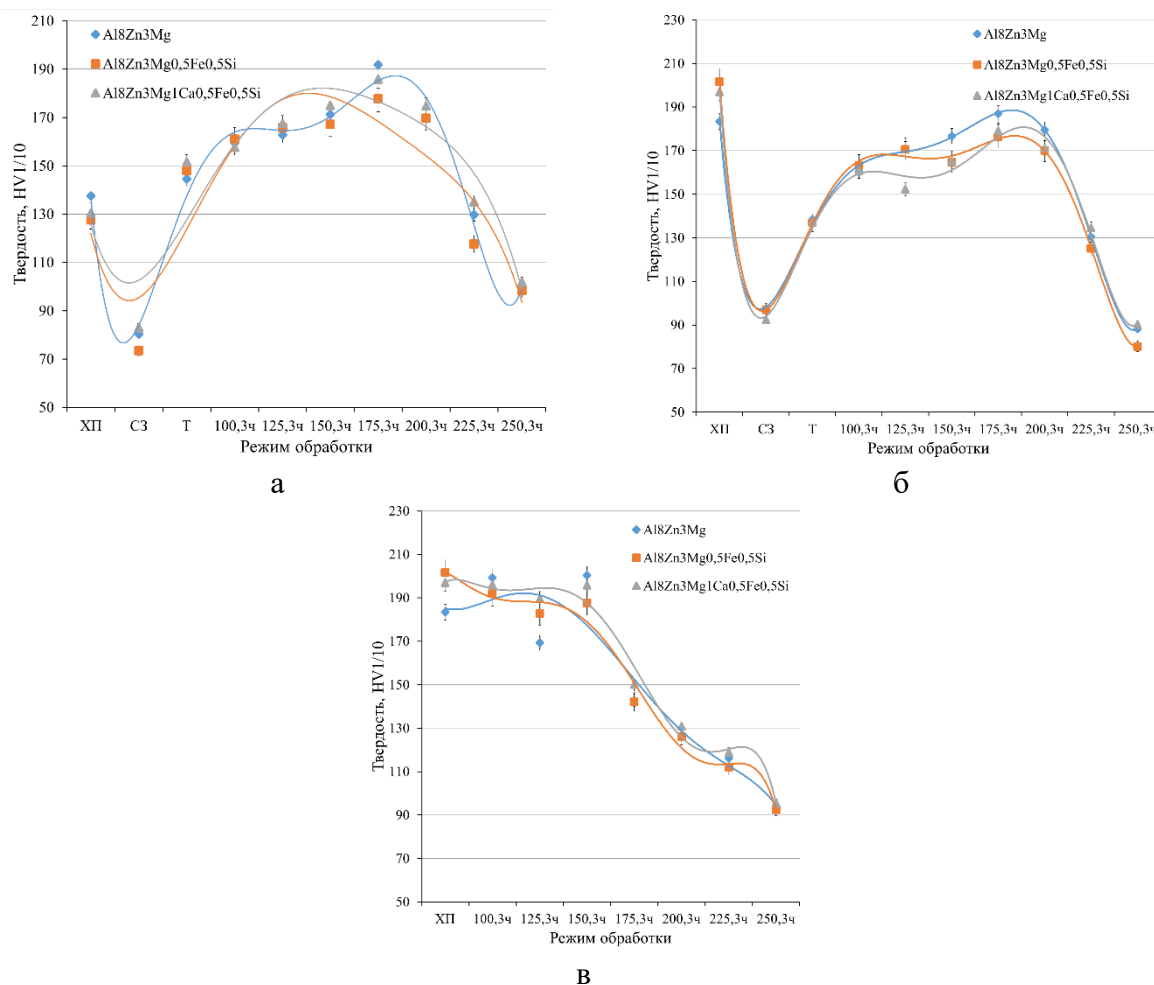 210
190
170
150
130
110
90
70
50
Твердость, HV1/10
Al8Zn3Mg
Al8Zn3Mg0,5Fe0,5Si
Al8Zn3Mg1Ca0,5Fe0,5Si
ХП СЗ Т 100,3ч 125,3ч 150,3ч 175,3ч 200,3ч 225,3ч 250,3ч
Режим обработки
а
230
210
190
170
150
130
110
90
70
50
Твердость, HV1/10
Al8Zn3Mg
Al8Zn3Mg0,5Fe0,5Si
Al8Zn3Mg1Ca0,5Fe0,5Si
ХП СЗ Т 100,3ч 125,3ч 150,3ч 175,3ч 200,3ч 225,3ч 250,3ч
Режим обработки
б
230
210
190
170
150
130
110
90
70
50
Твердость, HV1/10
Al8Zn3Mg
Al8Zn3Mg0,5Fe0,5Si
Al8Zn3Mg1Ca0,5Fe0,5Si
ХП 100,3ч 125,3ч 150,3ч 175,3ч 200,3ч 225,3ч 250,3ч
Режим обработки
в